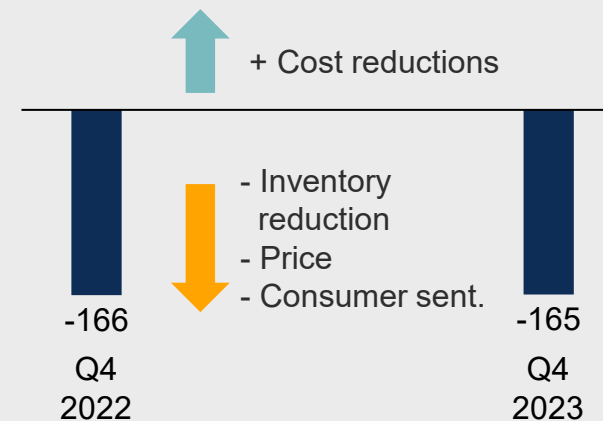 + Cost reductions
- Inventory
reduction
- Price
- Consumer sent.
-166
-165
Q4
2022
Q4
2023